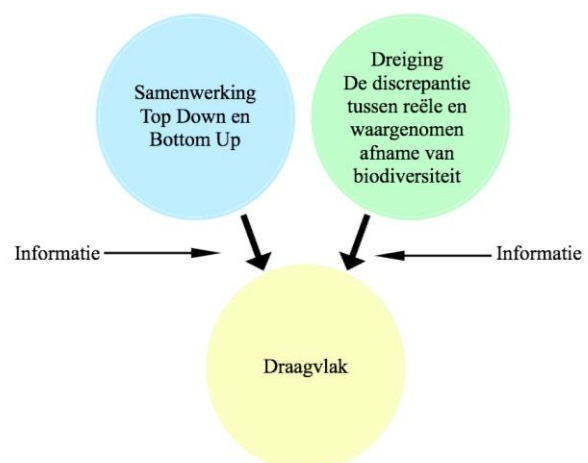 Samenwerking
Top Down en
Bottom Up
Dreiging
De discrepantie
tussen reële en
waargenomen
afname van
biodiversiteit
Informatie
Informatie
Draagvlak